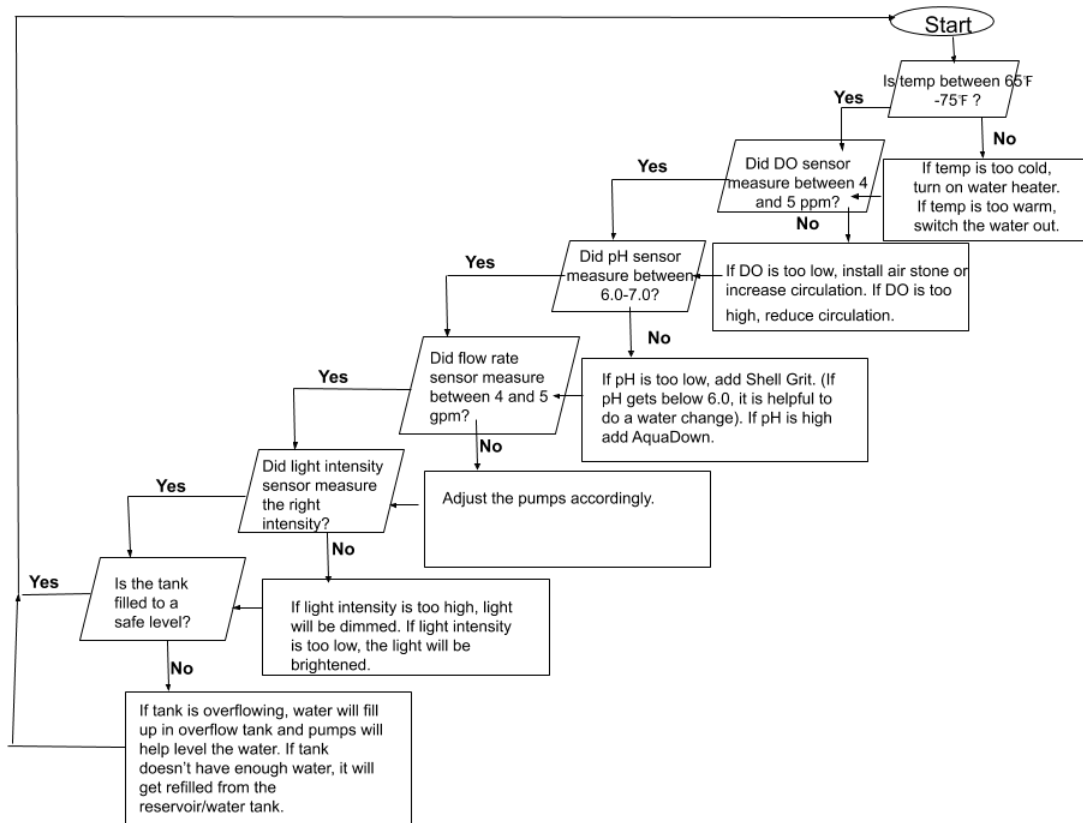 Start
Is temp between 65℉
-75℉ ?
Yes
No
Did DO sensor
measure between 4
and 5 ppm?
Yes
No
If temp is too cold,
turn on water heater.
If temp is too warm,
switch the water out.
Did pH sensor
measure between
6.0-7.0?
Yes
No
If DO is too low, install air stone or
increase circulation. If DO is too
high, reduce circulation.
Did flow rate
sensor measure
between 4 and 5
gpm?
Yes
No
If pH is too low, add Shell Grit. (If
pH gets below 6.0, it is helpful to
do a water change). If pH is high
add AquaDown.
Did light intensity
sensor measure
the right
intensity?
Yes
No
Adjust the pumps accordingly.
Is the tank
filled to a
safe level?
Yes
No
If light intensity is too high, light
will be dimmed. If light intensity
is too low, the light will be
brightened.
If tank is overflowing, water will fill
up in overflow tank and pumps will
help level the water. If tank
doesn't have enough water, it will
get refilled from the
reservoir/water tank.